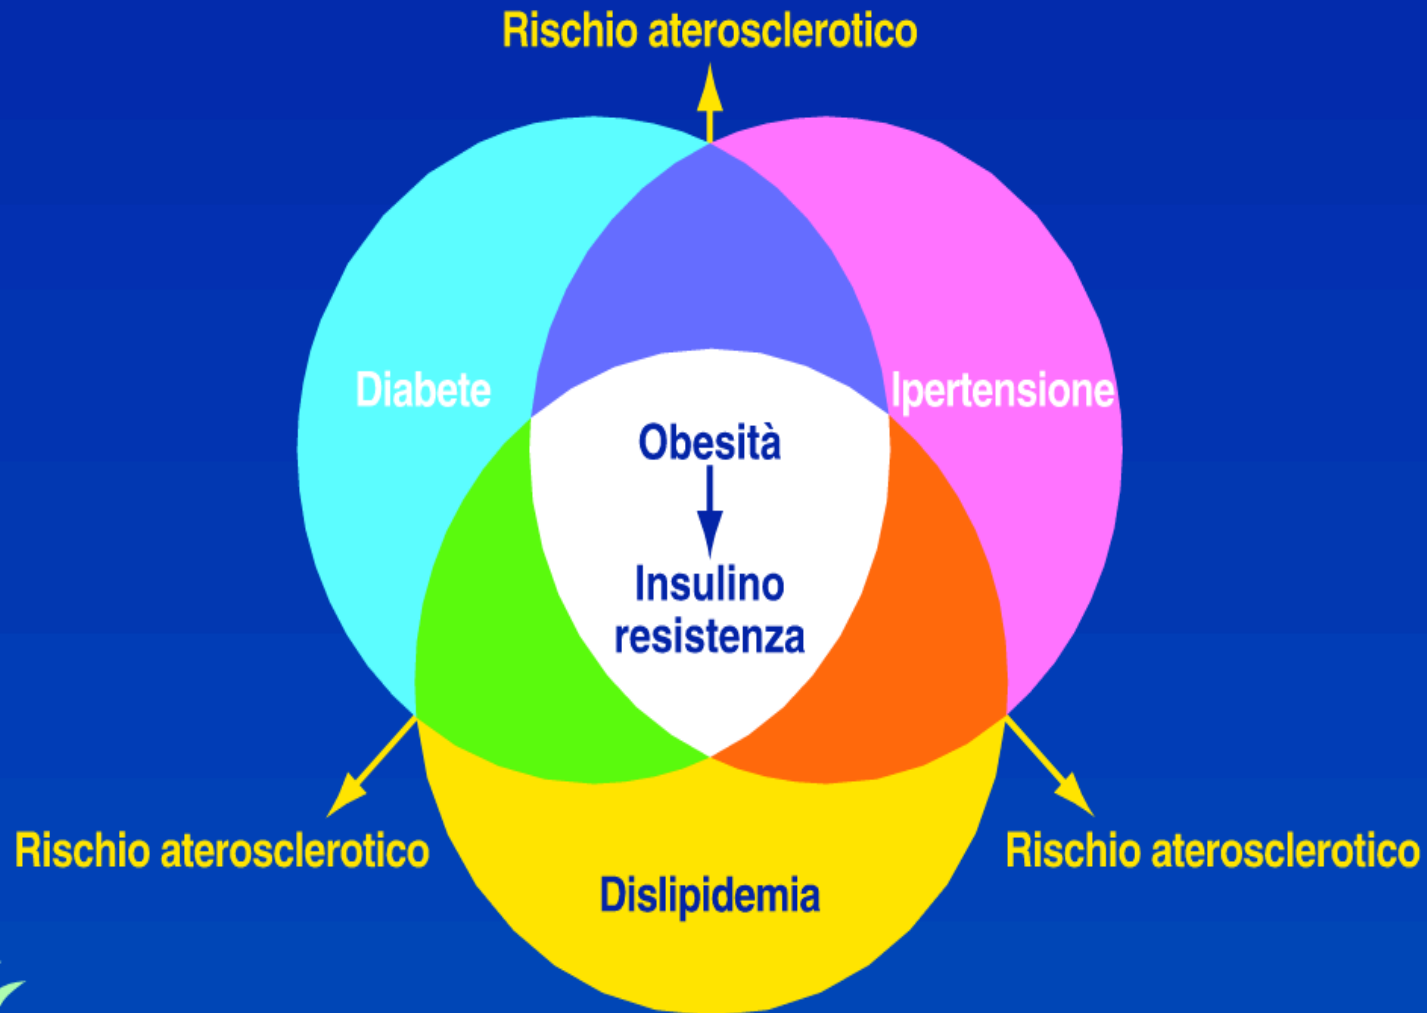 Rischio aterosclerotico
Diabete
Ipertensione
Obesità
Insulino
resistenza
Rischio aterosclerotico
Rischio aterosclerotico
Dislipidemia